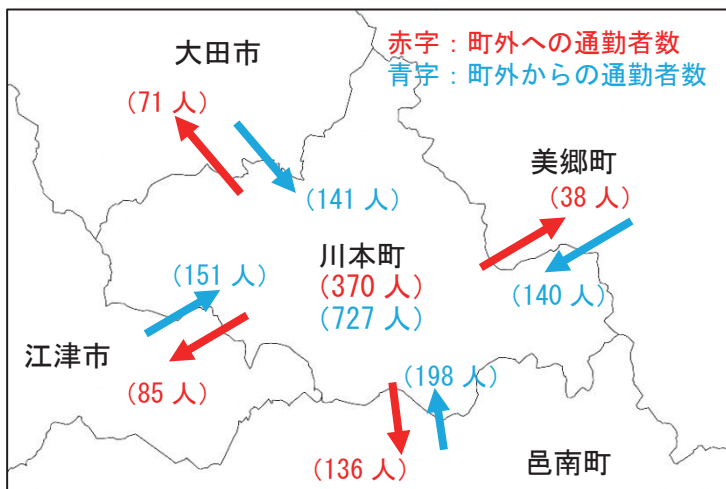 赤字：町外への通勤者数
青字：町外からの通勤者数
大田市
(71 人)
(141 人)
美郷町
(38 人)
(140 人)
川本町
(370 人)
(727 人)
(151 人)
江津市
(85 人)
(198 人)
(136 人)
邑南町